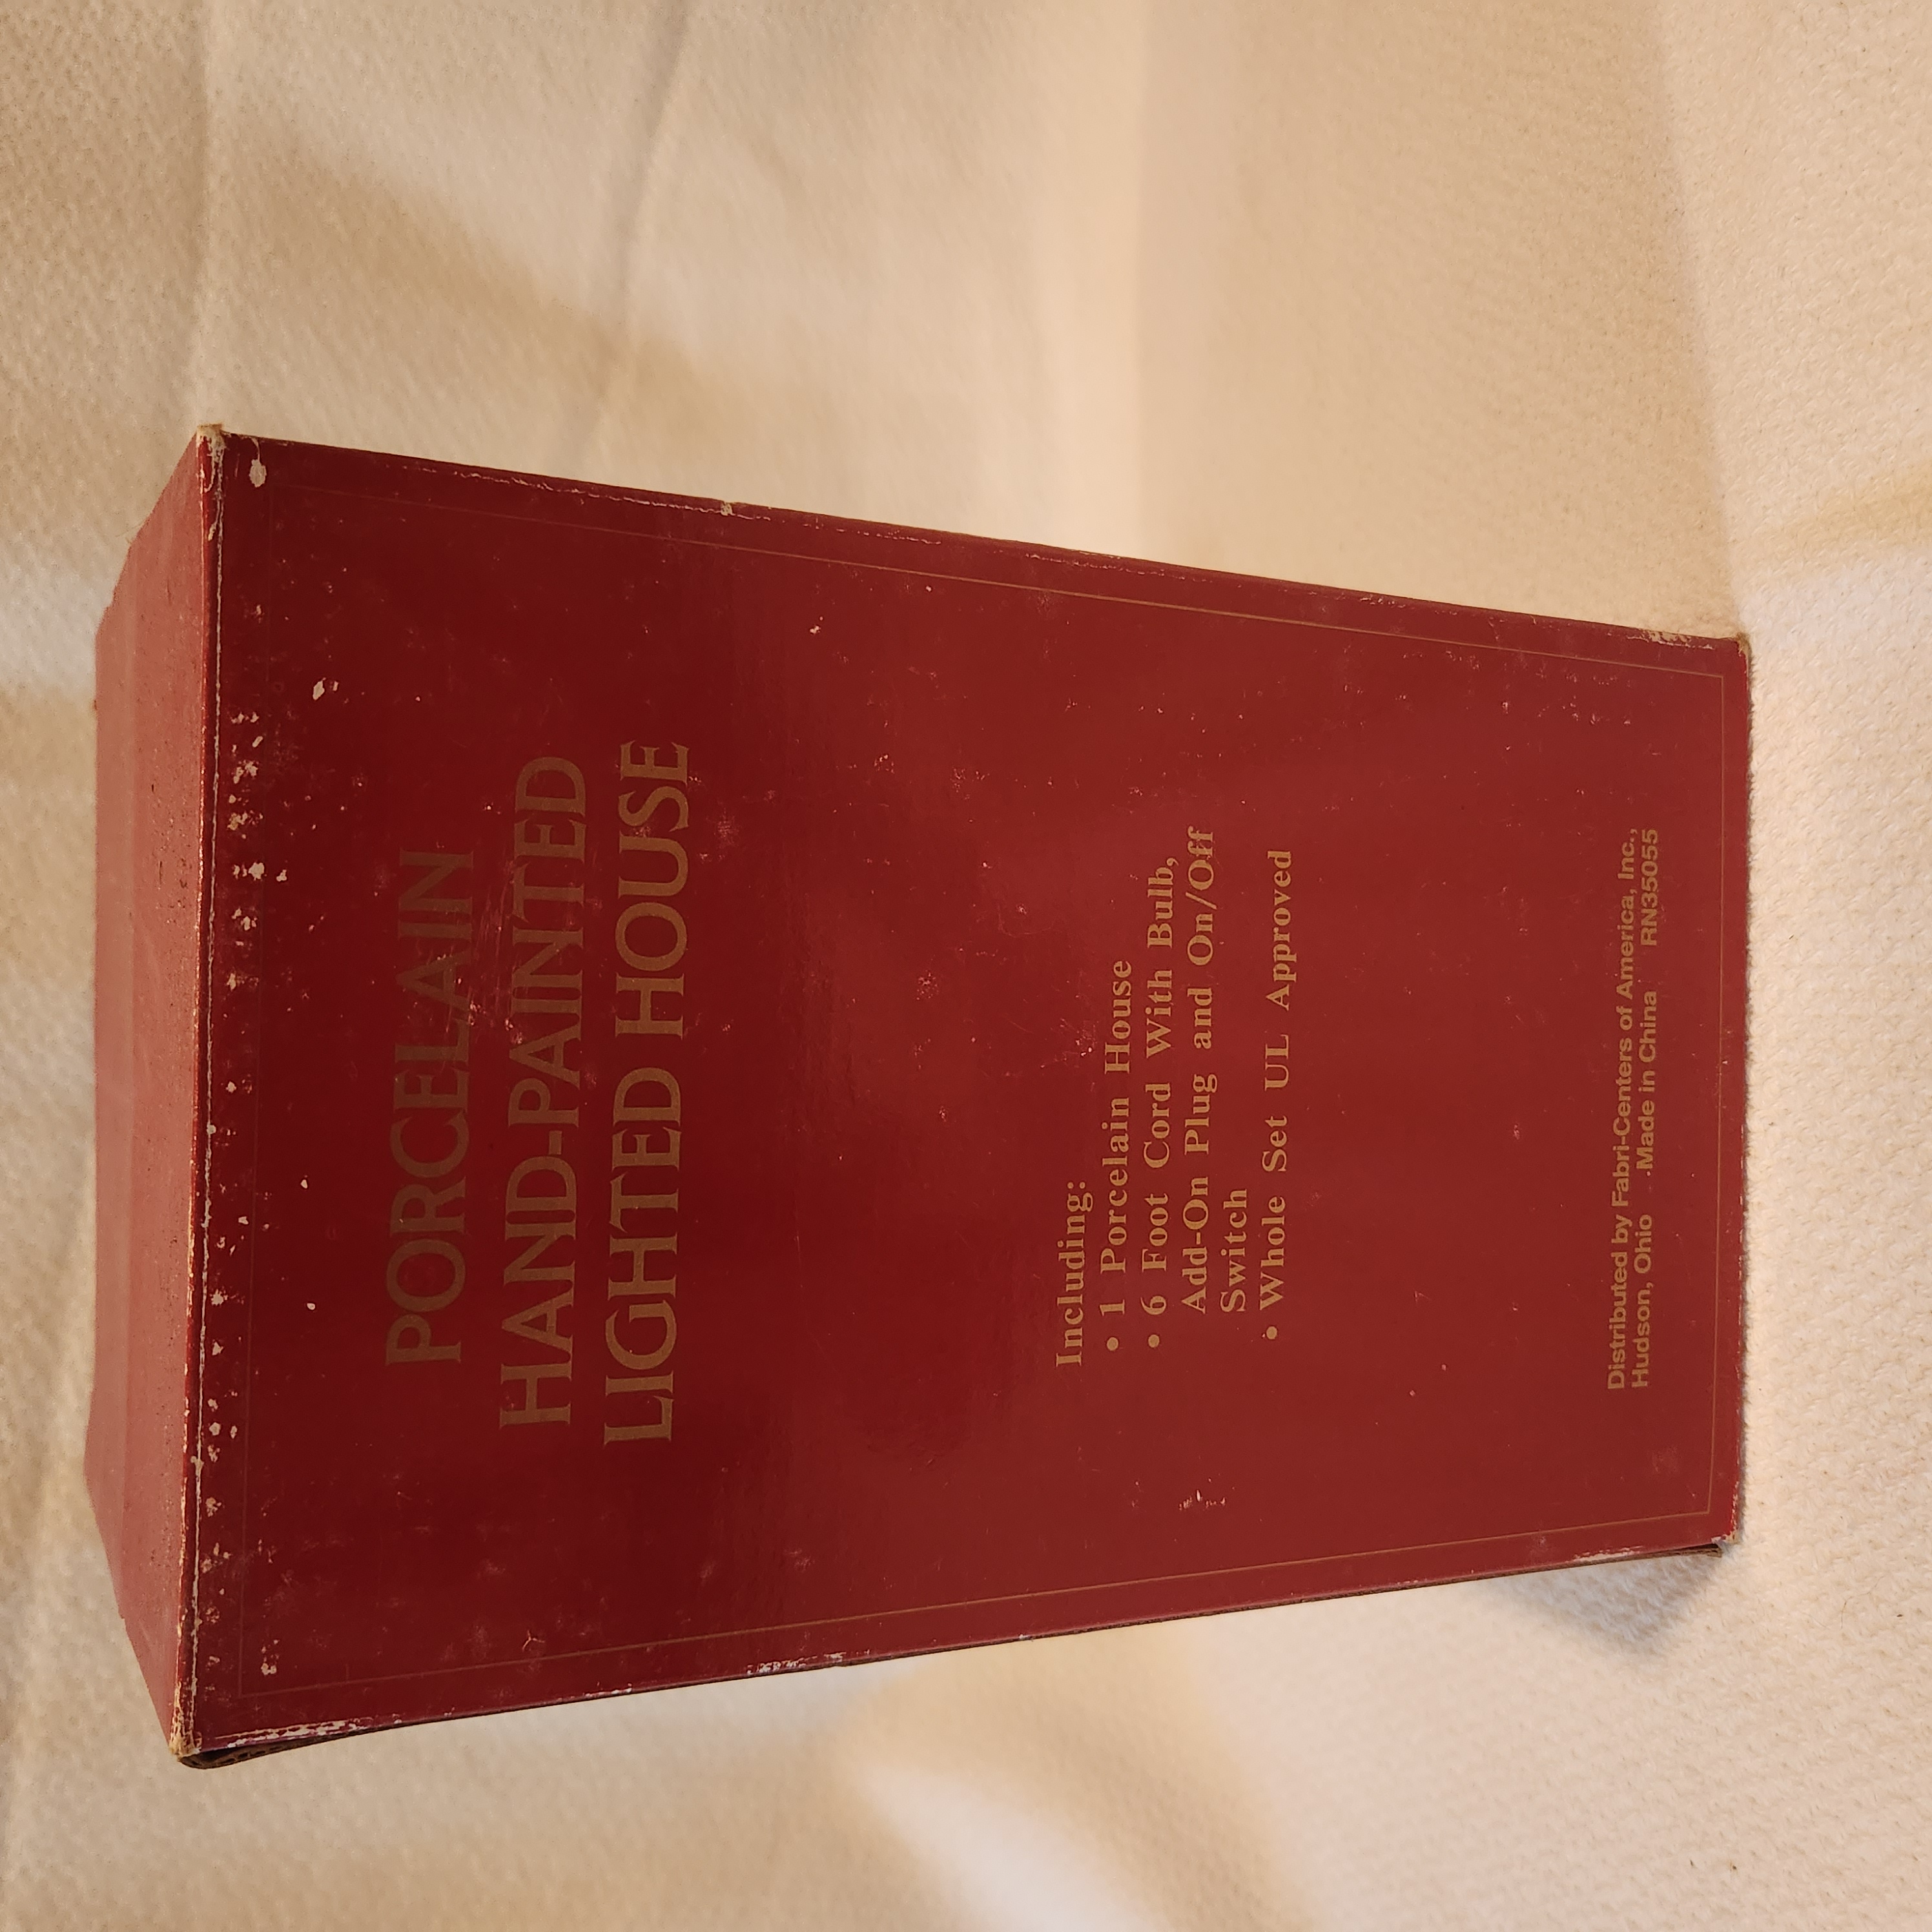 PORCELAIN
HAND-PAINTED
LIGHTED HOUSE
Including:
• 1 Porcelain House
• 6 Foot Cord With Bulb,
Add-On Plug and On/Off
Switch
• Whole Set UL Approved
Distributed by Fabri-Centers of America, Inc.,
Hudson, Ohio Made in China RN35055